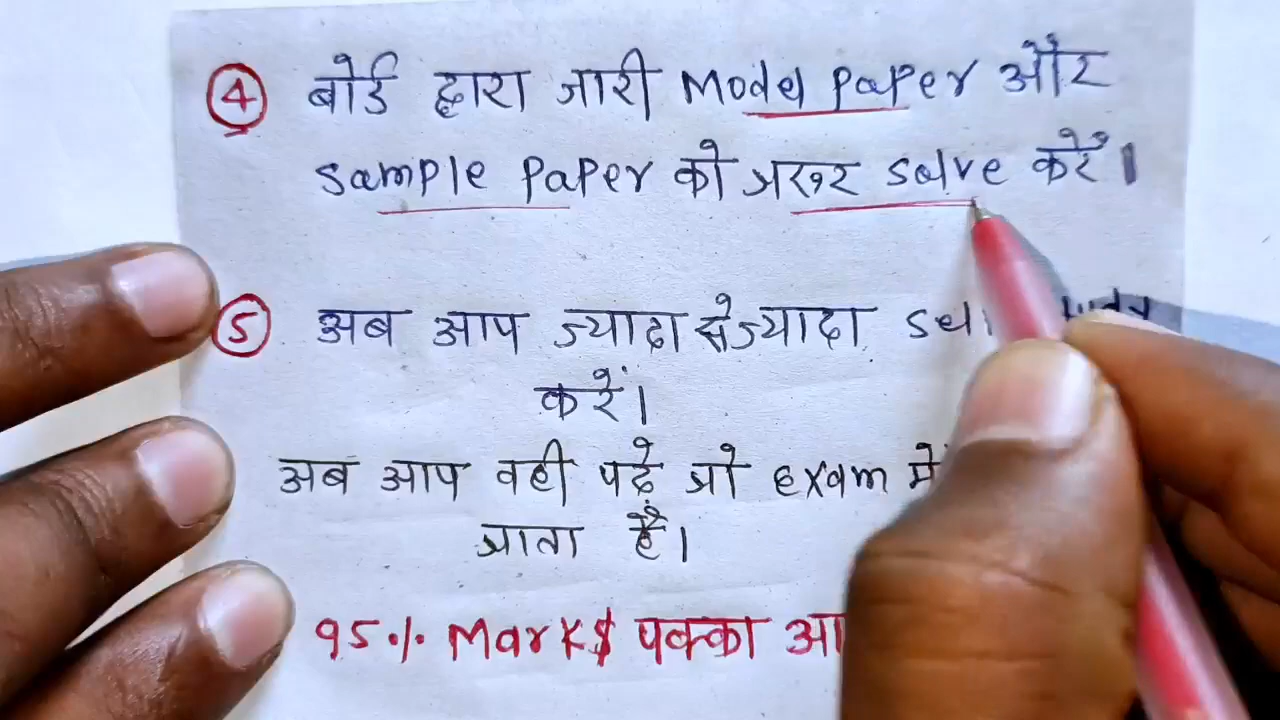 ④ बोर्ड द्वारा जारी Model PaPer और
Sample PaPer को जरूर Solve करें।
⑤ अब आप ज्यादा से ज्यादा
करें।
अब आप वही पढ़े जो exam में
जाता है।
95% Marks पक्का